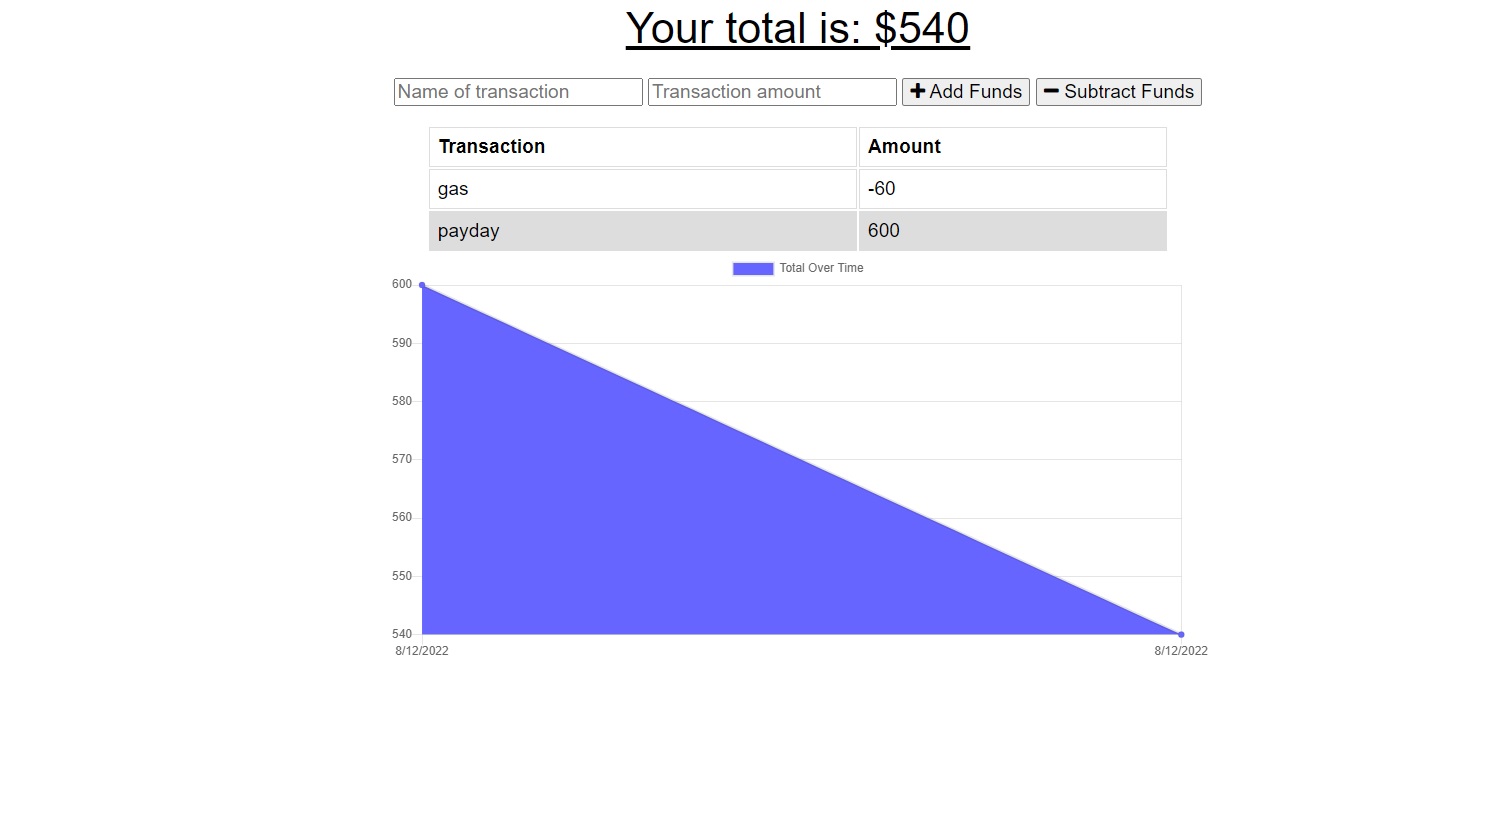 Your total is: $540
Name of transaction Transaction amount Add Funds Subtract Funds
Transaction Amount
gas -60
payday 600
Total Over Time
600
590
580
570
560
550
540
8/12/2022 8/12/2022